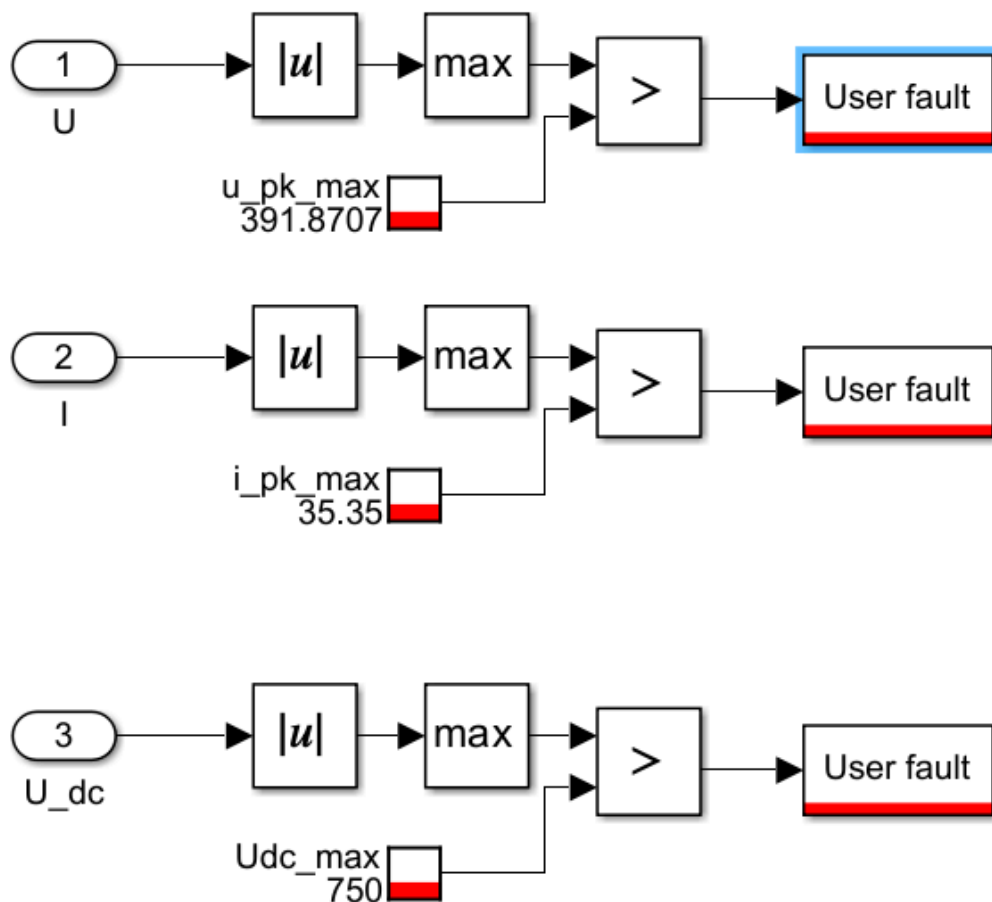 1
|u|
max
>
User fault
U
u_pk_max
391.8707
2
|u|
max
>
User fault
I
i_pk_max
35.35
3
|u|
max
>
User fault
U_dc
Udc_max
750